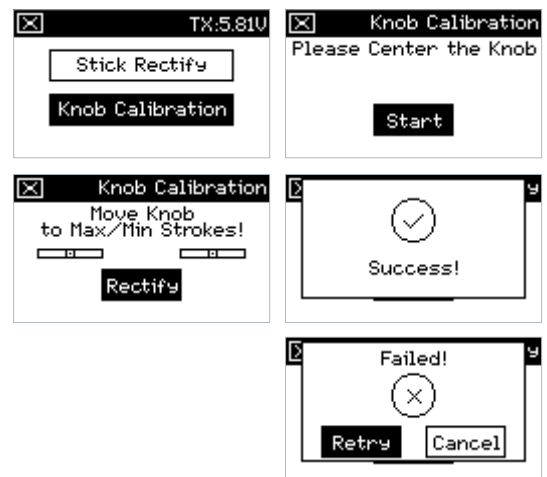 TX:5.81V
Stick Rectify
Knob Calibration
Knob Calibration
Please Center the Knob
Start
Knob Calibration
Move Knob
to Max/Min Strokes!
Rectify
y
Success!
y
Failed!
Retry
Cancel